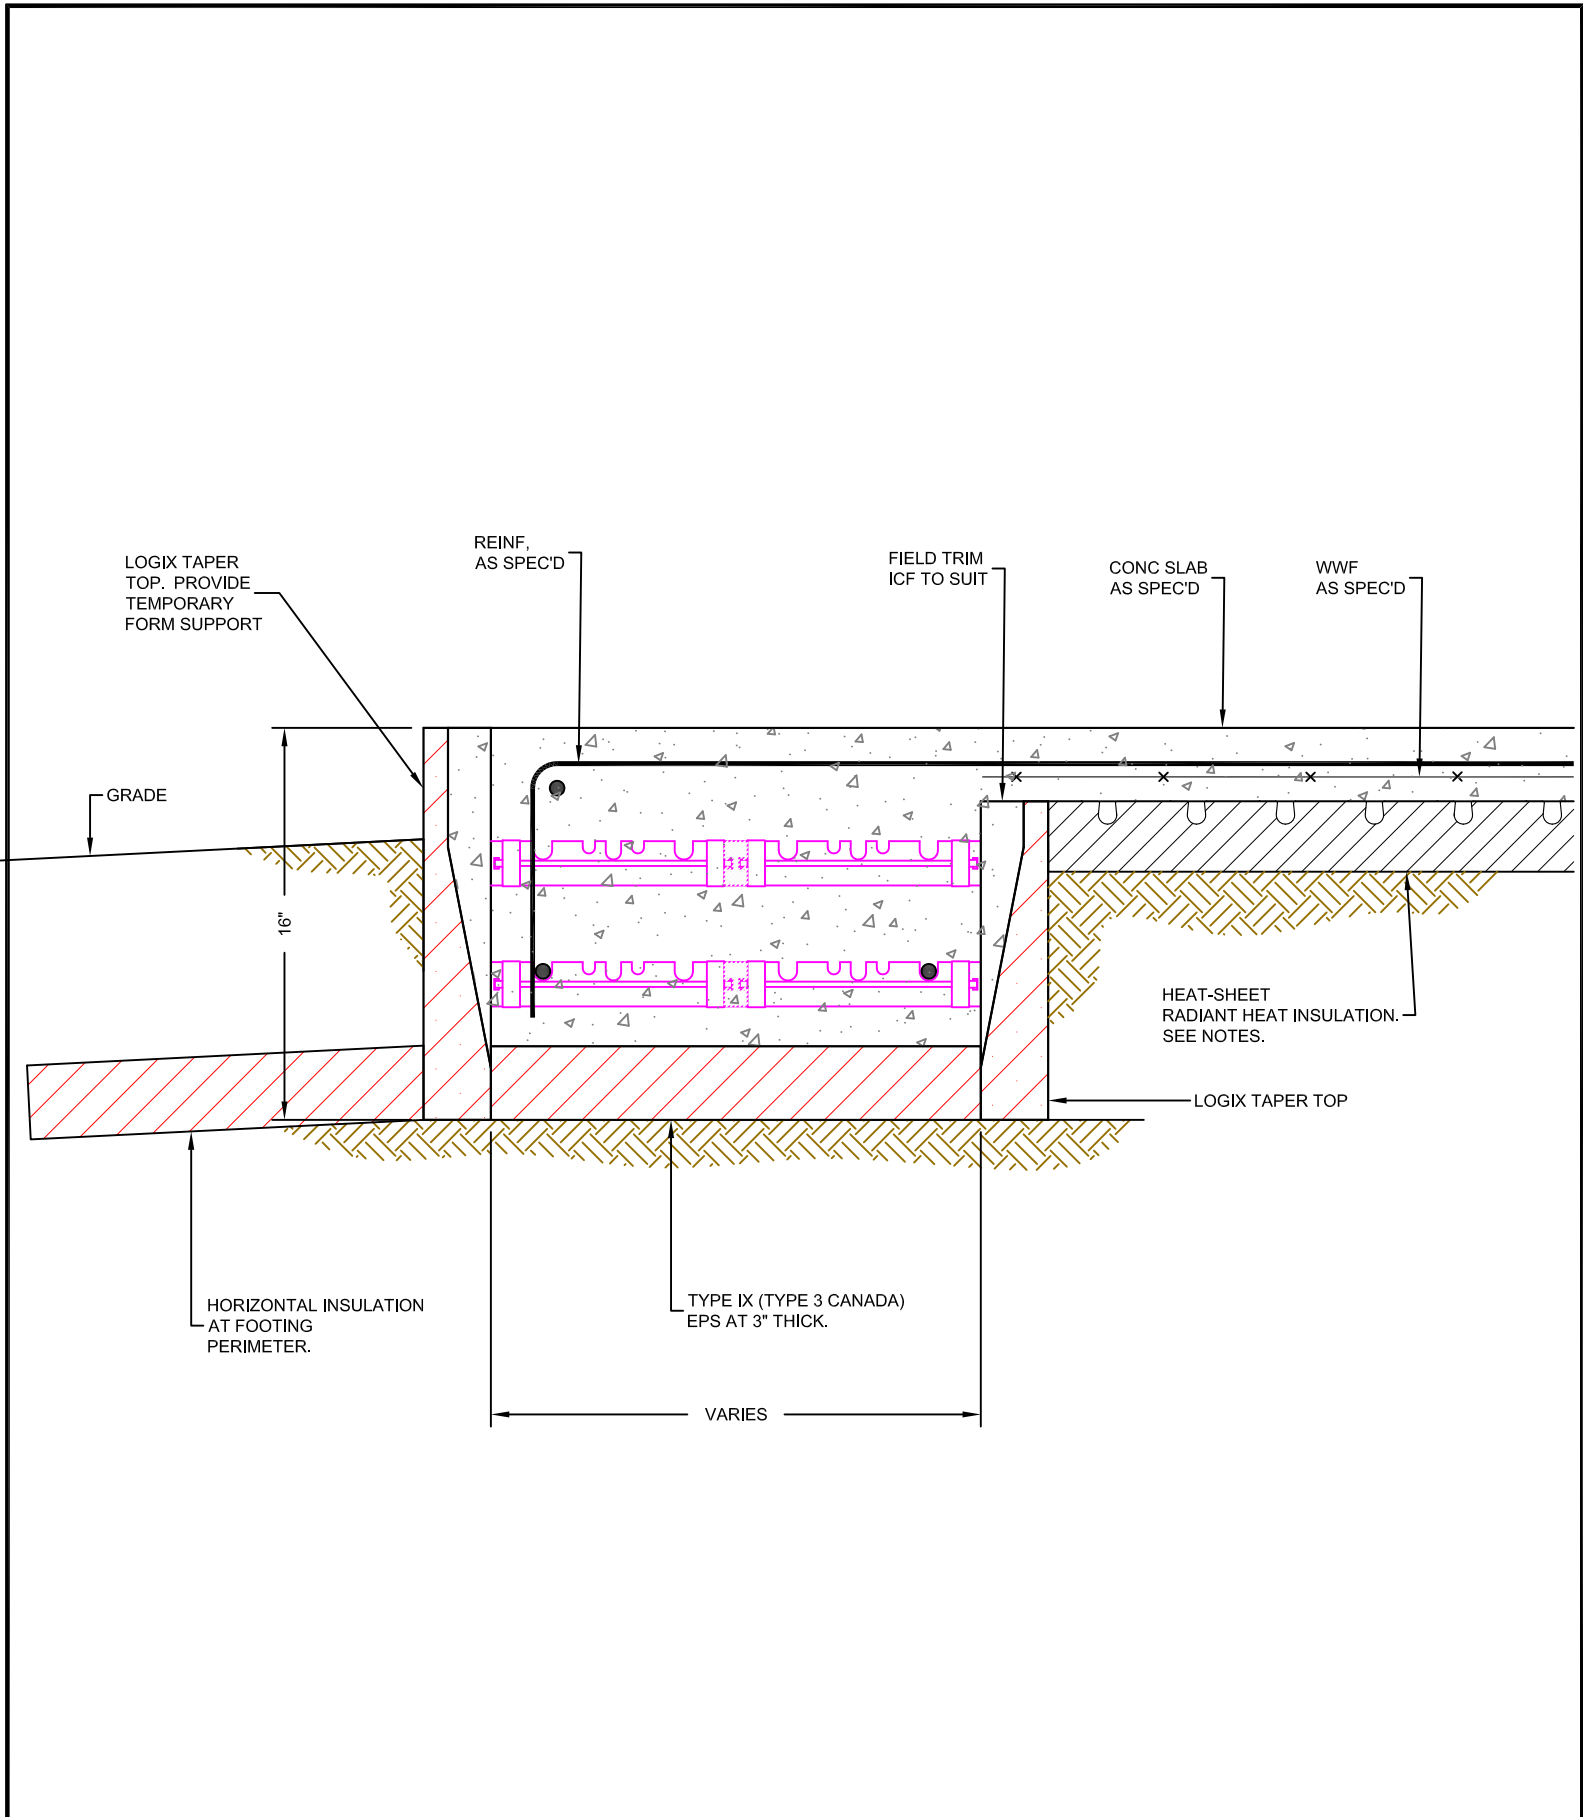 REINF,
AS SPEC'D
LOGIX TAPER
TOP. PROVIDE
TEMPORARY
FORM SUPPORT
FIELD TRIM
ICF TO SUIT
CONC SLAB
AS SPEC'D
WWF
AS SPEC'D
GRADE
16"
HEAT-SHEET
RADIANT HEAT INSULATION.
SEE NOTES.
LOGIX TAPER TOP
HORIZONTAL INSULATION
AT FOOTING
PERIMETER.
TYPE IX (TYPE 3 CANADA)
EPS AT 3" THICK.
VARIES